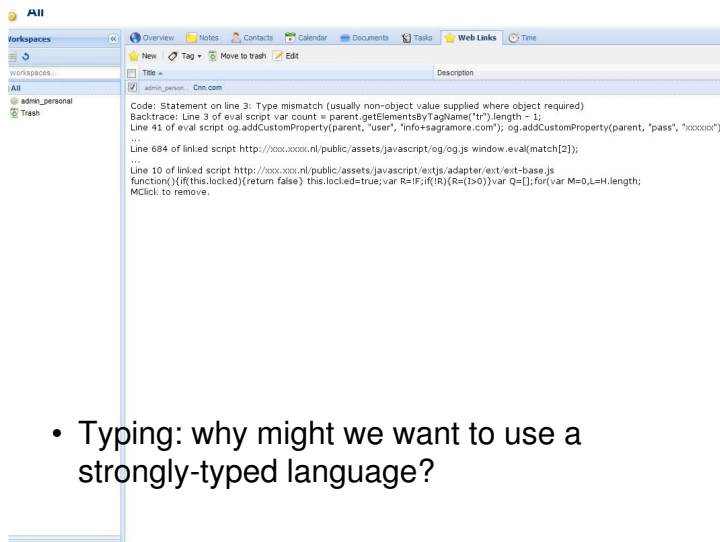 All
Workspaces
Overview Notes Contacts Calendar Documents Tasks Web Links Time
New Tag Move to trash Edit
workspaces...
Title Description
All
admin_person... Cnn.com
admin_personal
Trash
Code: Statement on line 3: Type mismatch (usually non-object value supplied where object required)
Backtrace: Line 3 of eval script var count = parent.getElementsByTagName("tr").length - 1;
Line 41 of eval script og.addCustomProperty(parent, "user", "info+sagramore.com"); og.addCustomProperty(parent, "pass", "xxxxxx")
...
Line 684 of linked script http://xxx.xxxx.nl/public/assets/javascript/og/og.js window.eval(match[2]);
...
Line 10 of linked script http://xxx.xxxx.nl/public/assets/javascript/extjs/adapter/ext/ext-base.js
function(){if(this.locked){return false} this.locked=true;var R=!F;if(!R){R=(I>0)}var Q=[];for(var M=0,L=H.length;
MClick to remove.
• Typing: why might we want to use a
strongly-typed language?